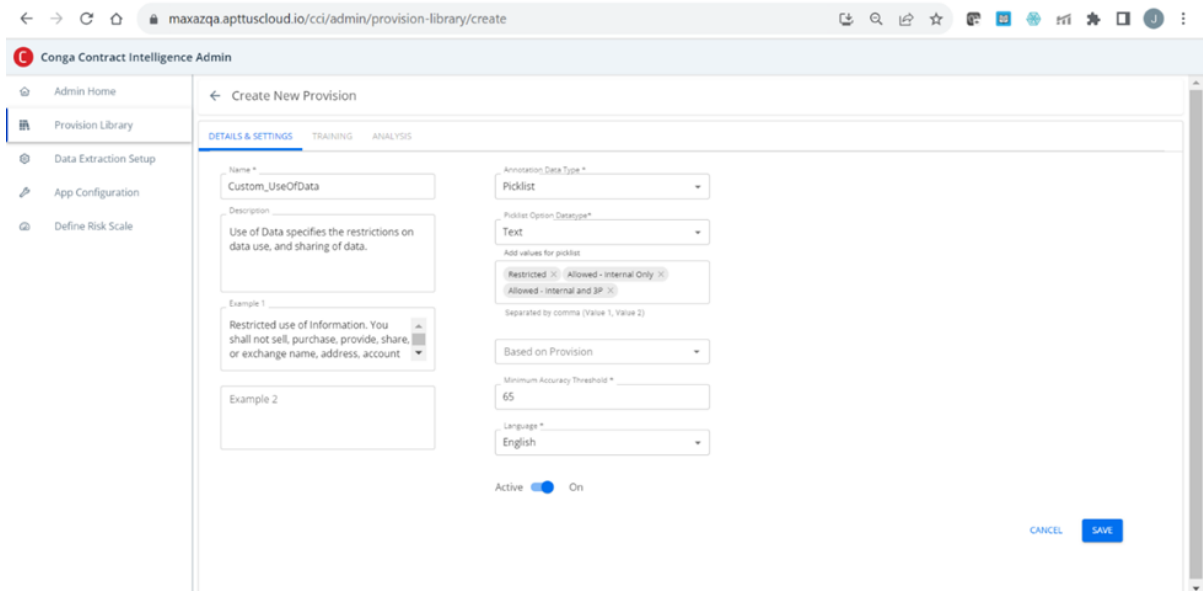 maxazqa.apttuscloud.io/cci/admin/provision-library/create
J
C Conga Contract Intelligence Admin
Admin Home
Provision Library
Data Extraction Setup
App Configuration
Define Risk Scale
← Create New Provision
DETAILS & SETTINGS TRAINING ANALYSIS
Name *
Custom_UseOfData
Description
Use of Data specifies the restrictions on
data use, and sharing of data.
Example 1
Restricted use of Information. You
shall not sell, purchase, provide, share,
or exchange name, address, account
Example 2
Annotation Data Type *
Picklist
Picklist Option Datetype*
Text
Add values for picklist
Restricted × Allowed - Internal Only ×
Allowed - Internal and 3P ×
Separated by comma (Value 1, Value 2)
Based on Provision
Minimum Accuracy Threshold *
65
Language *
English
Active On
CANCEL SAVE